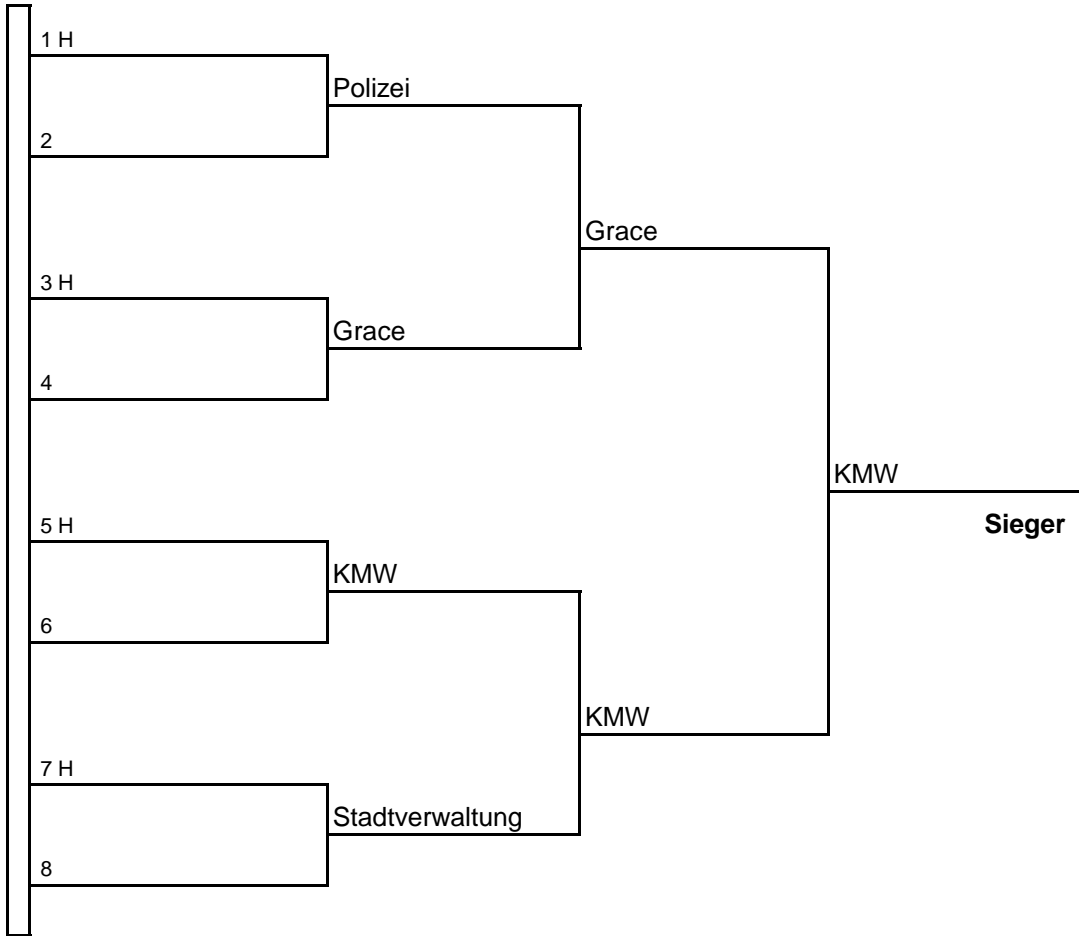 1 H
Polizei
2
Grace
3 H
Grace
4
KMW
Sieger
5 H
KMW
6
KMW
7 H
Stadtverwaltung
8